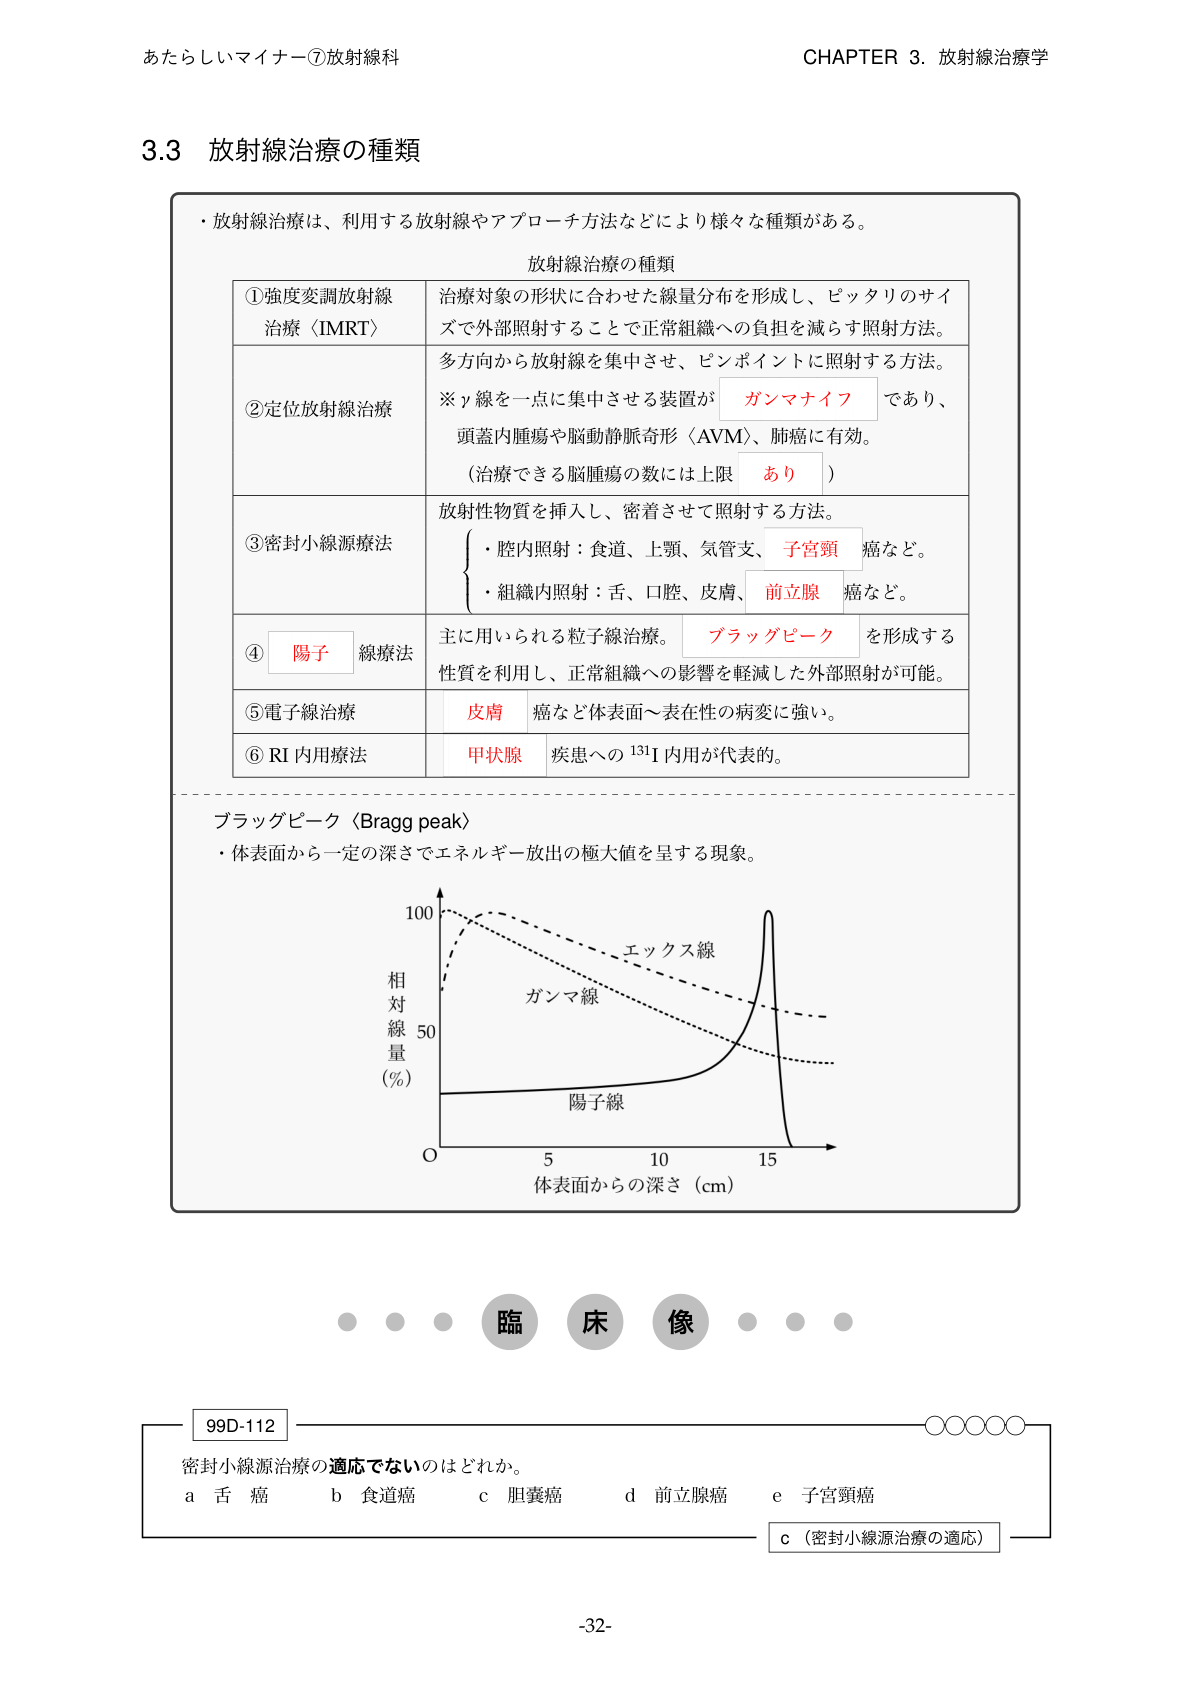 あたらしいマイナー⑦放射線科
CHAPTER 3. 放射線治療学
3.3 放射線治療の種類
・放射線治療は、利用する放射線やアプローチ方法などにより様々な種類がある。
放射線治療の種類
①強度変調放射線
治療〈IMRT〉
治療対象の形状に合わせた線量分布を形成し、ピッタリのサイ
ズで外部照射することで正常組織への負担を減らす照射方法。
②定位放射線治療
多方向から放射線を集中させ、ピンポイントに照射する方法。
※γ線を一点に集中させる装置が ガンマナイフ であり、
頭蓋内腫瘍や脳動静脈奇形〈AVM〉、肺癌に有効。
（治療できる脳腫瘍の数には上限 あり ）
③密封小線源療法
放射性物質を挿入し、密着させて照射する方法。
・腔内照射：食道、上顎、気管支、 子宮頸 癌など。
・組織内照射：舌、口腔、皮膚、 前立腺 癌など。
④ 陽子 線療法
主に用いられる粒子線治療。 ブラッグピーク を形成する
性質を利用し、正常組織への影響を軽減した外部照射が可能。
⑤電子線治療
皮膚 癌など体表面〜表在性の病変に強い。
⑥ RI 内用療法
甲状腺 疾患への ¹³¹I 内用が代表的。
ブラッグピーク〈Bragg peak〉
・体表面から一定の深さでエネルギー放出の極大値を呈する現象。
100
エックス線
ガンマ線
相対線量(%)
50
陽子線
O
5 10 15
体表面からの深さ（cm）
臨床像
99D-112
密封小線源治療の適応でないのはどれか。
a 舌 癌 b 食道癌 c 胆嚢癌 d 前立腺癌 e 子宮頸癌
c （密封小線源治療の適応）
-32-